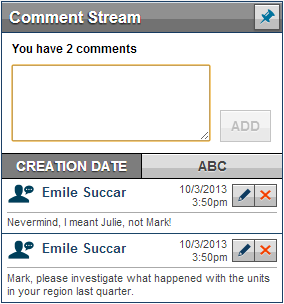 Comment Stream
You have 2 comments
ADD
CREATION DATE ABC
Emile Succar 10/3/2013
3:50pm
Nevermind, I meant Julie, not Mark!
Emile Succar 10/3/2013
3:50pm
Mark, please investigate what happened with the units
in your region last quarter.